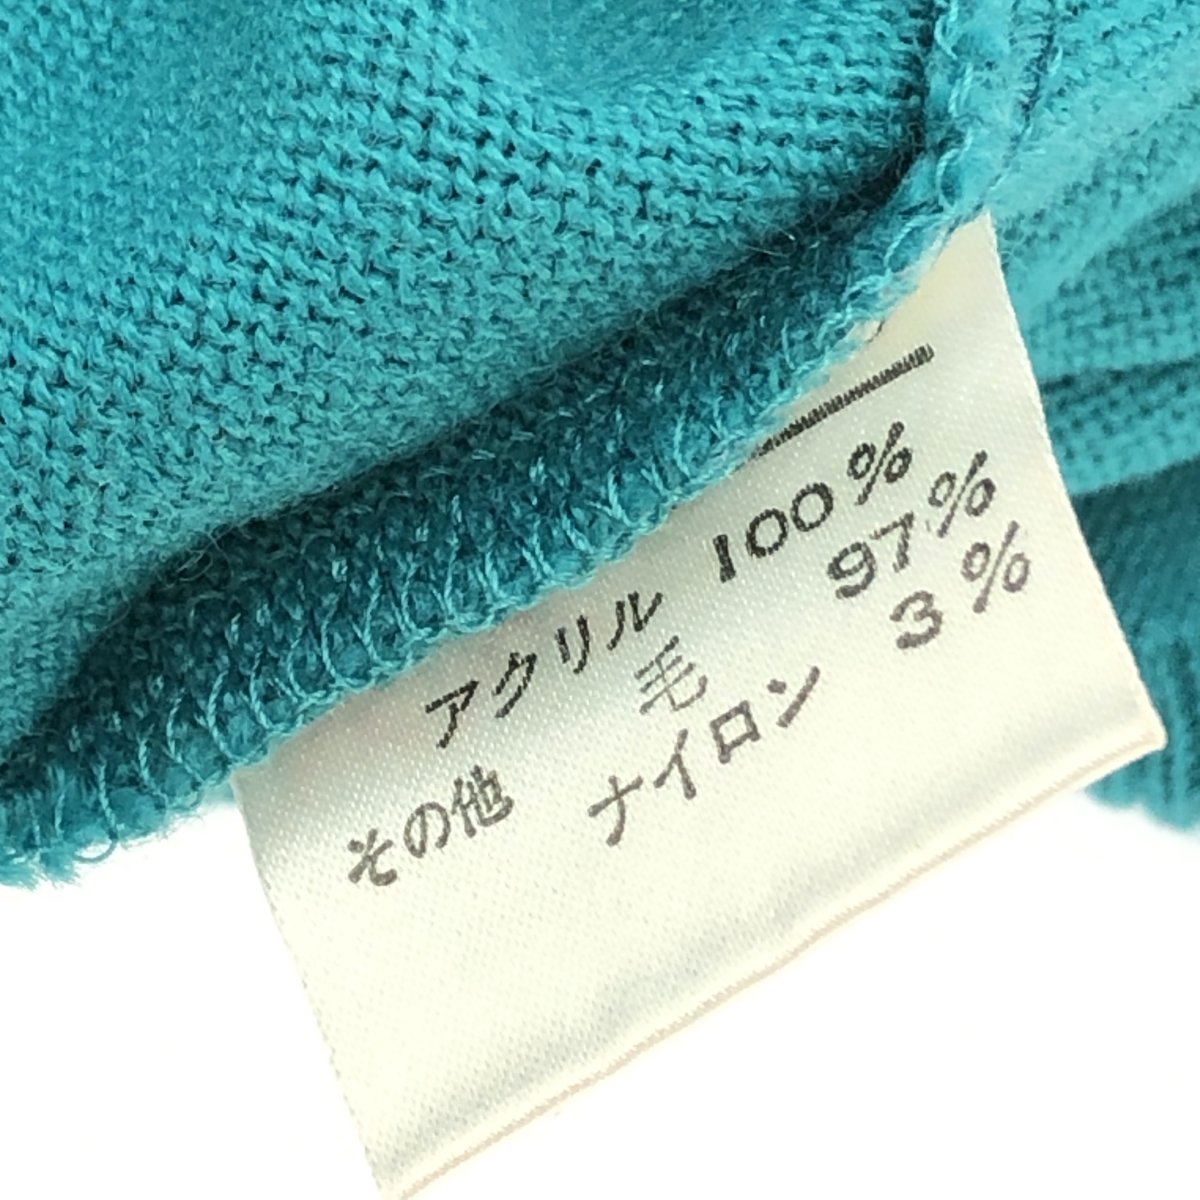 アクリル 100%
その他 毛 97%
ナイロン 3%